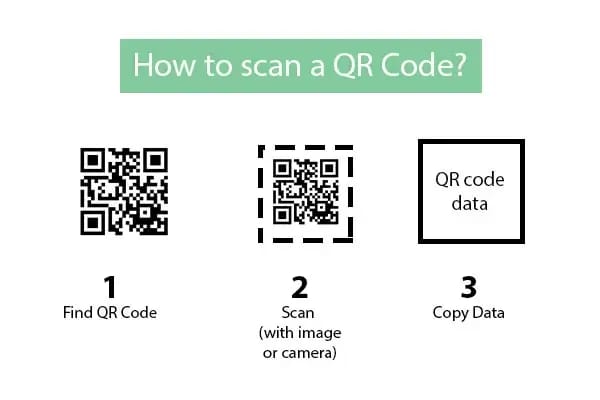 How to scan a QR Code?
QR code
data
1
Find QR Code
2
Scan
(with image
or camera)
3
Copy Data